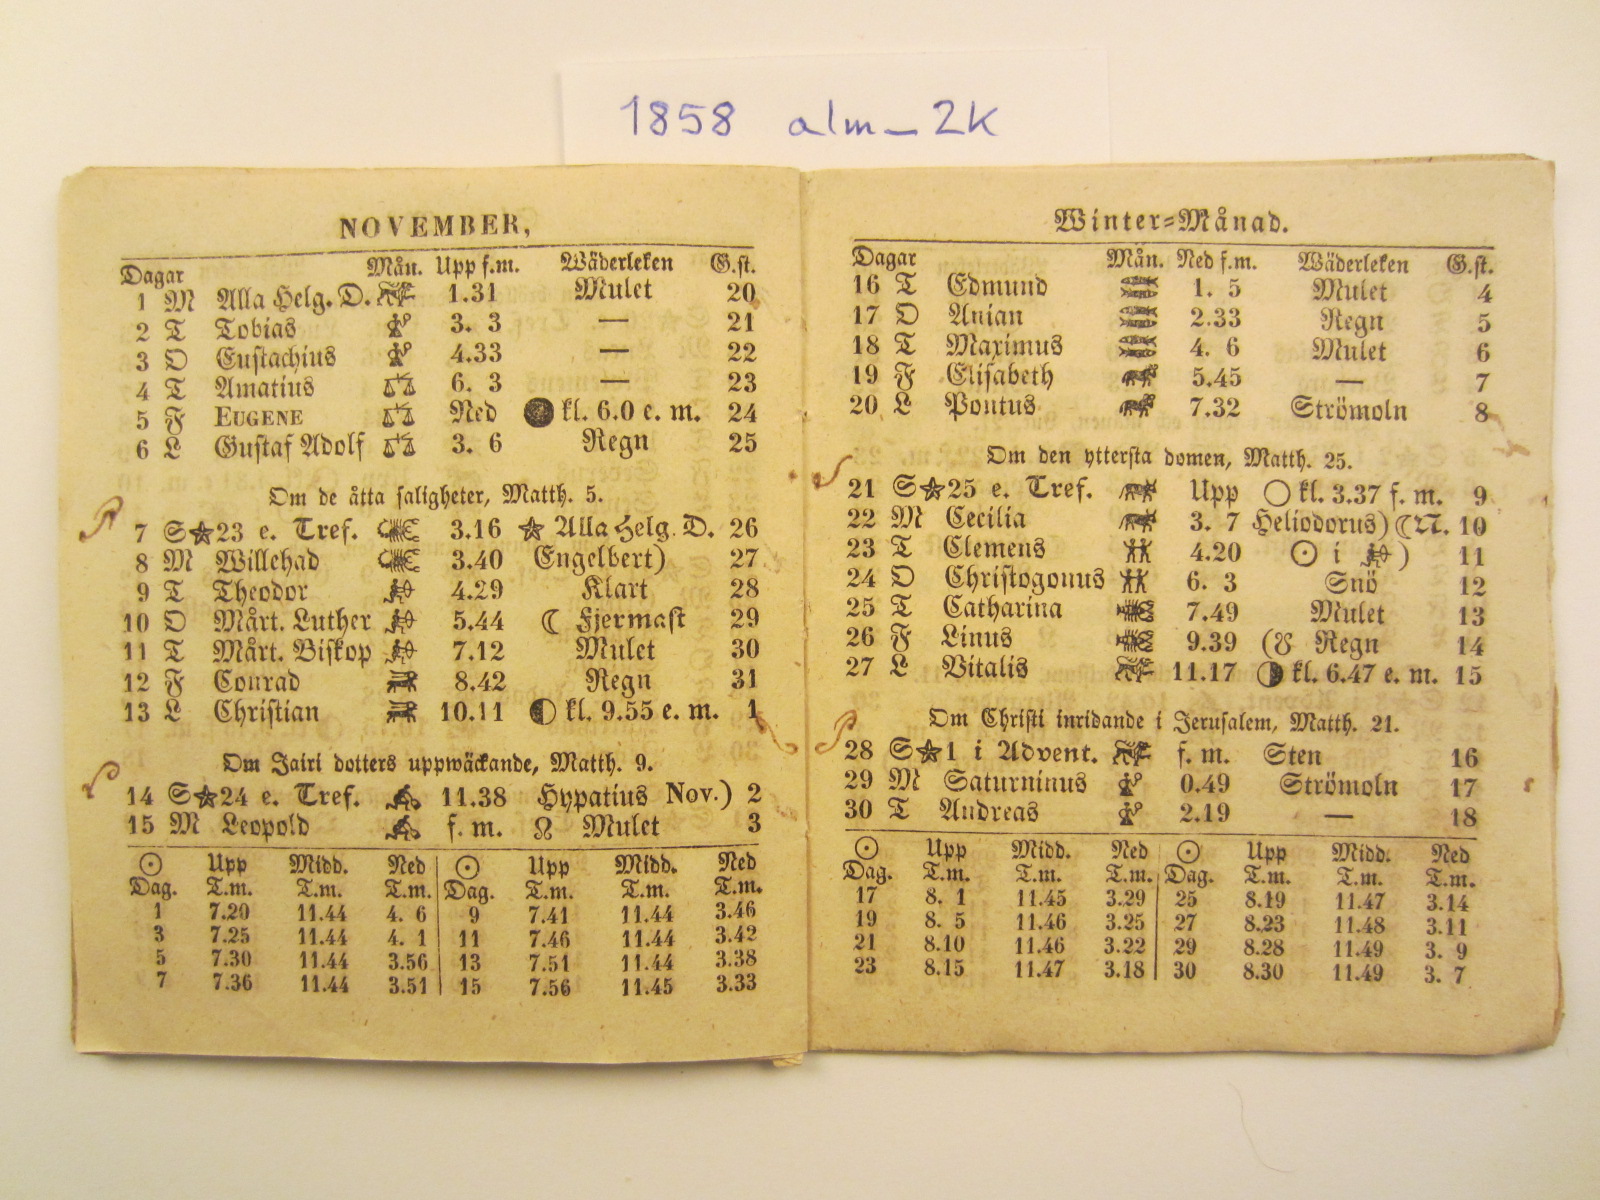 1858 alm_2K
NOVEMBER,
Dagar Mån. Upp f.m. Wäderleken G.st.
1 M Alla Helg. D. 1.31 Mulet 20
2 T Tobias 3. 3 — 21
3 O Eustachius 4.33 — 22
4 T Amatius 6. 3 — 23
5 F EUGENE Ned kl. 6.0 e. m. 24
6 L Gustaf Adolf 3. 6 Regn 25
Om de åtta saligheter, Matth. 5.
7 S 23 e. Tref. 3.16 Alla Helg. D. 26
8 M Willehad 3.40 Engelbert) 27
9 T Theodor 4.29 Klart 28
10 O Mårt. Luther 5.44 ☾ Fjermast 29
11 T Mårt. Biskop 7.12 Mulet 30
12 F Conrad 8.42 Regn 31
13 L Christian 10.11 kl. 9.55 e. m. 1
Om Jairi dotters uppwäckande, Matth. 9.
14 S 24 e. Tref. 11.38 Hypatius Nov.) 2
15 M Leopold f. m. ☊ Mulet 3
☉ Upp Midd. Ned ☉ Upp Midd. Ned
Dag. T.m. T.m. T.m. Dag. T.m. T.m. T.m.
1 7.20 11.44 4. 6 9 7.41 11.44 3.46
3 7.25 11.44 4. 1 11 7.46 11.44 3.42
5 7.30 11.44 3.56 13 7.51 11.44 3.38
7 7.36 11.44 3.51 15 7.56 11.45 3.33
Winter=Månad.
Dagar Mån. Ned f.m. Wäderleken G.st.
16 T Edmund 1. 5 Mulet 4
17 O Anian 2.33 Regn 5
18 T Maximus 4. 6 Mulet 6
19 F Elisabeth 5.45 — 7
20 L Pontus 7.32 Strömoln 8
Om den yttersta domen, Matth. 25.
21 S 25 e. Tref. Upp kl. 3.37 f. m. 9
22 M Cecilia 3. 7 Heliodorus) 10
23 T Clemens 4.20 ☉ i ) 11
24 O Christogonus 6. 3 Snö 12
25 T Catharina 7.49 Mulet 13
26 F Linus 9.39 (☋ Regn 14
27 L Vitalis 11.17 kl. 6.47 e. m. 15
Om Christi inridande i Jerusalem, Matth. 21.
28 S 1 i Advent. f. m. Sten 16
29 M Saturninus 0.49 Strömoln 17
30 T Andreas 2.19 — 18
☉ Upp Midd. Ned ☉ Upp Midd. Ned
Dag. T.m. T.m. T.m. Dag. T.m. T.m. T.m.
17 8. 1 11.45 3.29 25 8.19 11.47 3.14
19 8. 5 11.46 3.25 27 8.23 11.48 3.11
21 8.10 11.46 3.22 29 8.28 11.49 3. 9
23 8.15 11.47 3.18 30 8.30 11.49 3. 7